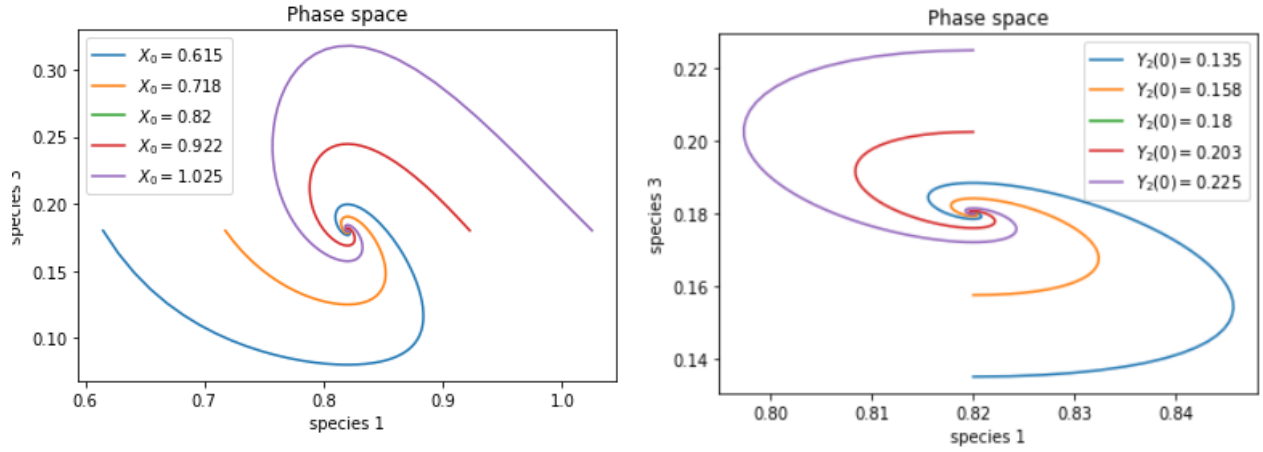 Phase space
X₀ = 0.615
X₀ = 0.718
X₀ = 0.82
X₀ = 0.922
X₀ = 1.025
0.30
0.25
0.20
0.15
0.10
species 3
0.6 0.7 0.8 0.9 1.0
species 1
Phase space
Y₂(0) = 0.135
Y₂(0) = 0.158
Y₂(0) = 0.18
Y₂(0) = 0.203
Y₂(0) = 0.225
0.22
0.20
0.18
0.16
0.14
species 3
0.80 0.81 0.82 0.83 0.84
species 1